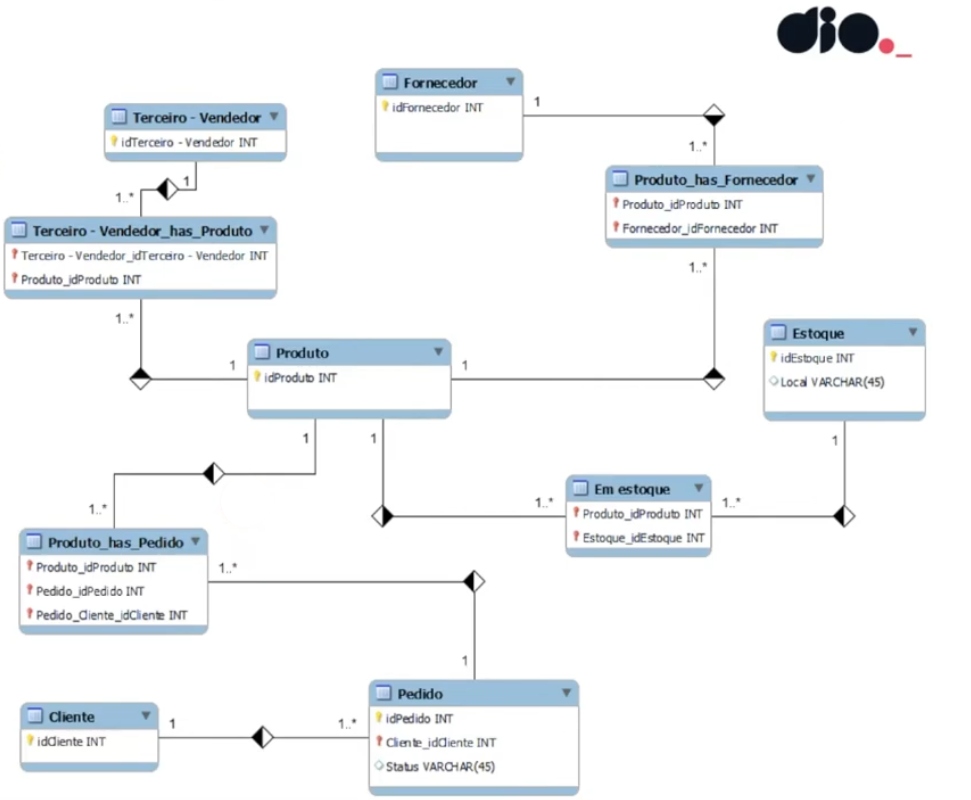 dio._
Fornecedor
idFornecedor INT
1
1..*
Terceiro - Vendedor
idTerceiro - Vendedor INT
1
1..*
Produto_has_Fornecedor
Produto_idProduto INT
Fornecedor_idFornecedor INT
1..*
Terceiro - Vendedor_has_Produto
Terceiro - Vendedor_idTerceiro - Vendedor INT
Produto_idProduto INT
1..*
1
Produto
idProduto INT
1
1
1
Estoque
idEstoque INT
Local VARCHAR(45)
1
Em estoque
Produto_idProduto INT
Estoque_idEstoque INT
1..*
1..*
1..*
Produto_has_Pedido
Produto_idProduto INT
Pedido_idPedido INT
Pedido_Cliente_idCliente INT
1..*
1
Cliente
idCliente INT
1
1..*
Pedido
idPedido INT
Cliente_idCliente INT
Status VARCHAR(45)